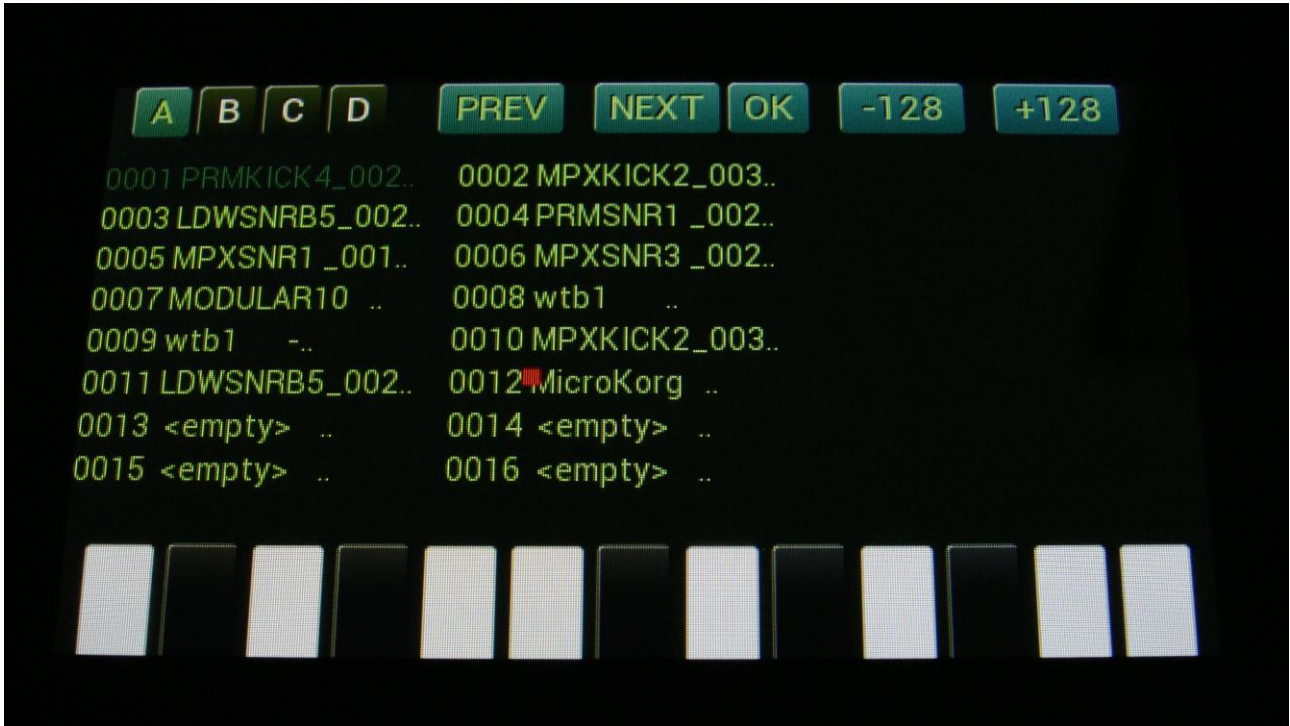 A B C D PREV NEXT OK -128 +128
0001 PRMKICK4_002.. 0002 MPXKICK2_003..
0003 LDWSNRB5_002.. 0004 PRMSNR1 _002..
0005 MPXSNR1 _001.. 0006 MPXSNR3 _002..
0007 MODULAR10 .. 0008 wtb1 ..
0009 wtb1 -.. 0010 MPXKICK2_003..
0011 LDWSNRB5_002.. 0012 MicroKorg ..
0013 <empty> .. 0014 <empty> ..
0015 <empty> .. 0016 <empty> ..